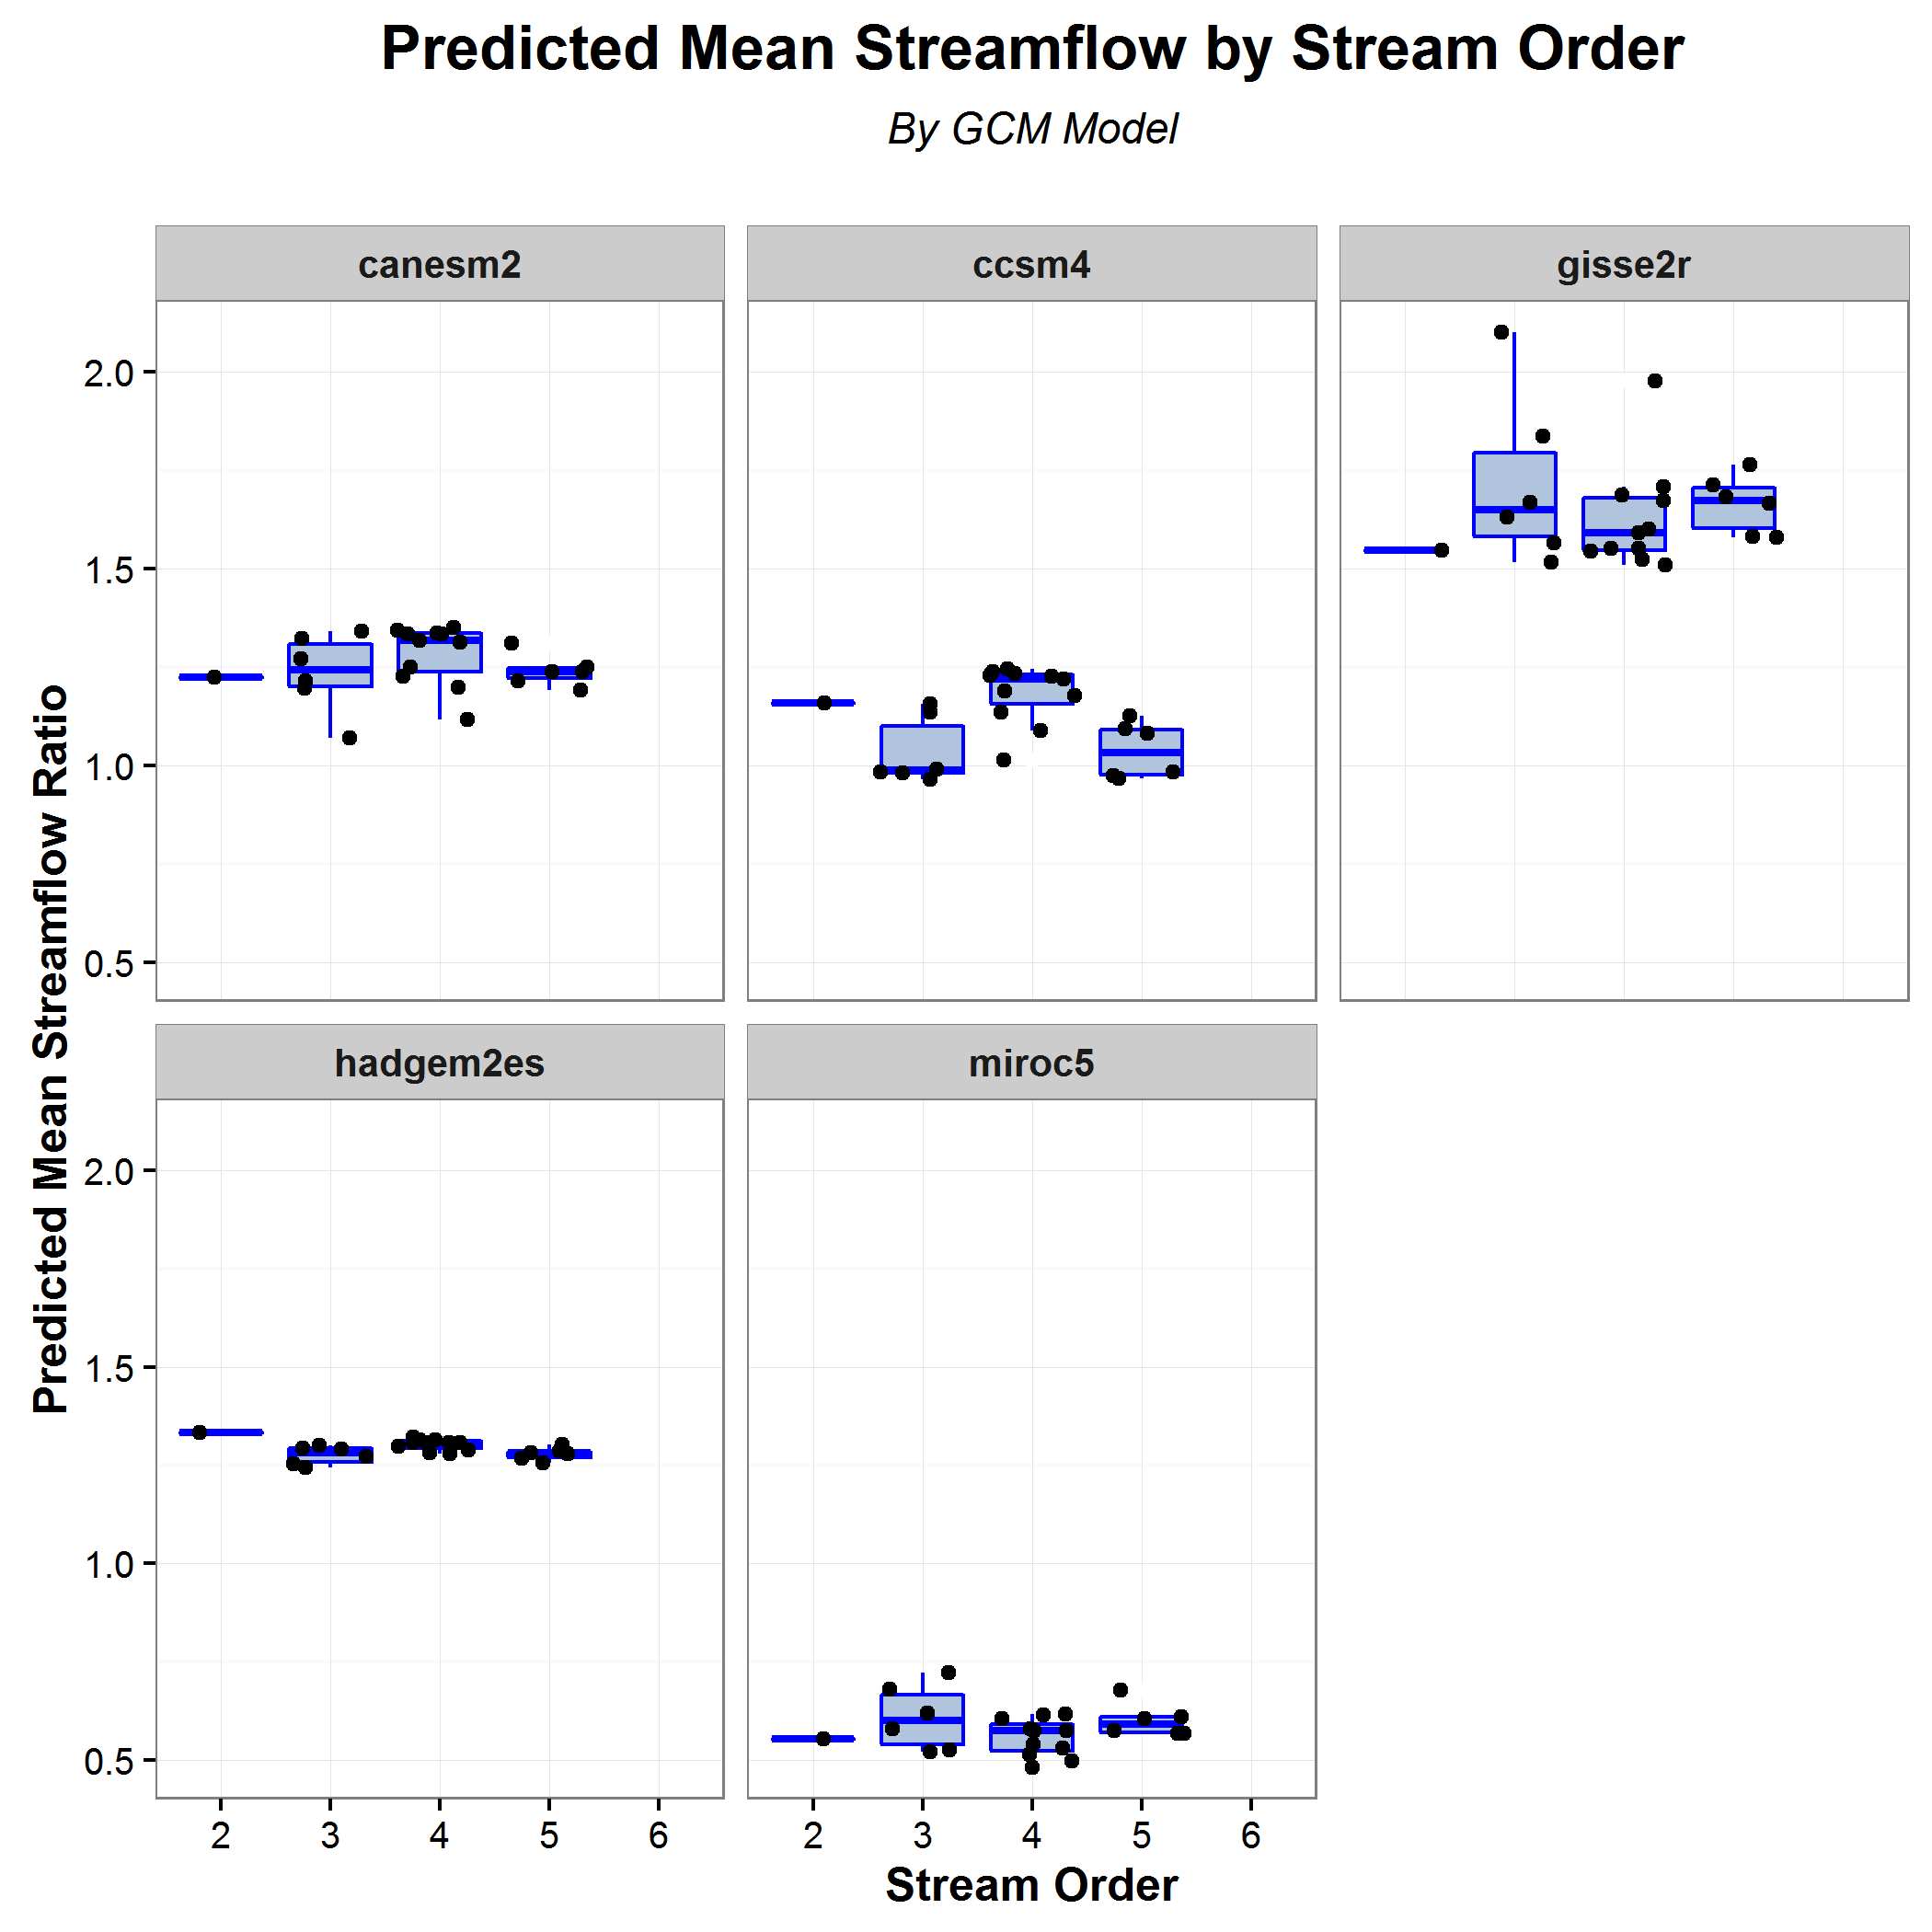 Predicted Mean Streamflow by Stream Order
By GCM Model
canesm2
ccsm4
gisse2r
2.0
1.5
1.0
0.5
Predicted Mean Streamflow Ratio
hadgem2es
miroc5
2.0
1.5
1.0
0.5
2 3 4 5 6
2 3 4 5 6
Stream Order